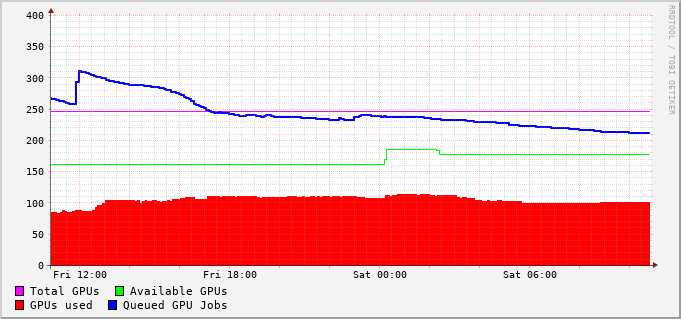 400
350
300
250
200
150
100
50
0
Fri 12:00 Fri 18:00 Sat 00:00 Sat 06:00
Total GPUs Available GPUs
GPUs used Queued GPU Jobs
RRDTOOL / TOBI OETIKER